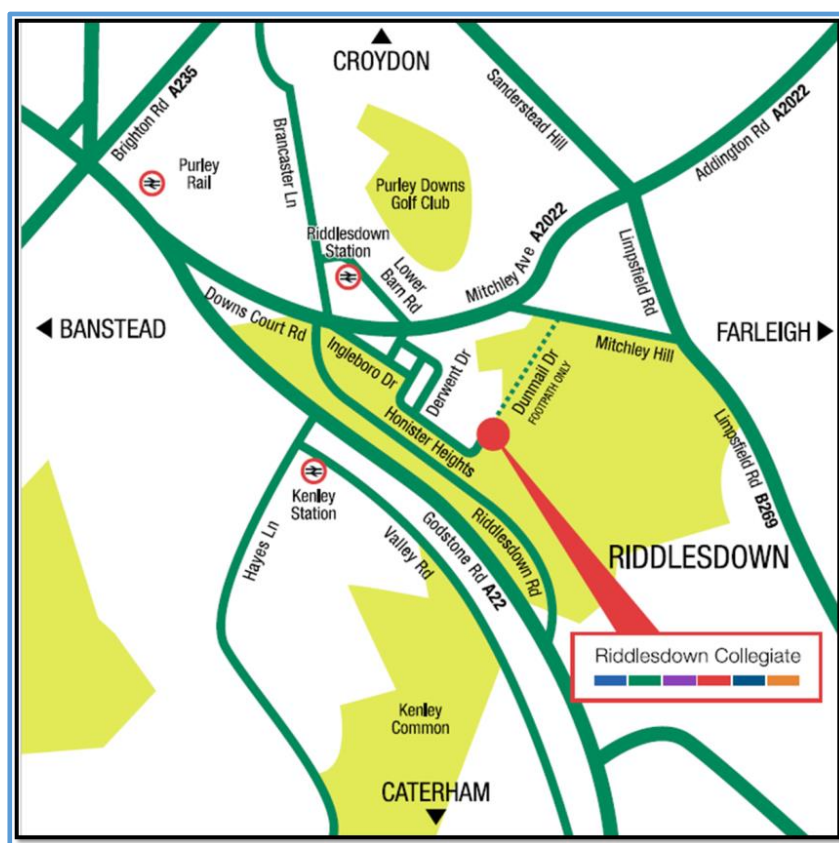 CROYDON
Brighton Rd A235
Purley
Rail
Brancaster Ln
Sanderstead Hill
Addington Rd A2022
Purley Downs
Golf Club
Riddlesdown
Station
Lower
Barn Rd
Mitchley Ave A2022
Limpsfield Rd
BANSTEAD
Downs Court Rd
FARLEIGH
Mitchley Hill
Ingleboro Dr
Derwent Dr
Dunmail Dr
FOOTPATH ONLY
Honister Heights
Limpsfield Rd B269
Kenley
Station
Hayes Ln
Valley Rd
Godstone Rd A22
Riddlesdown Rd
RIDDLESDOWN
Riddlesdown Collegiate
Kenley
Common
CATERHAM